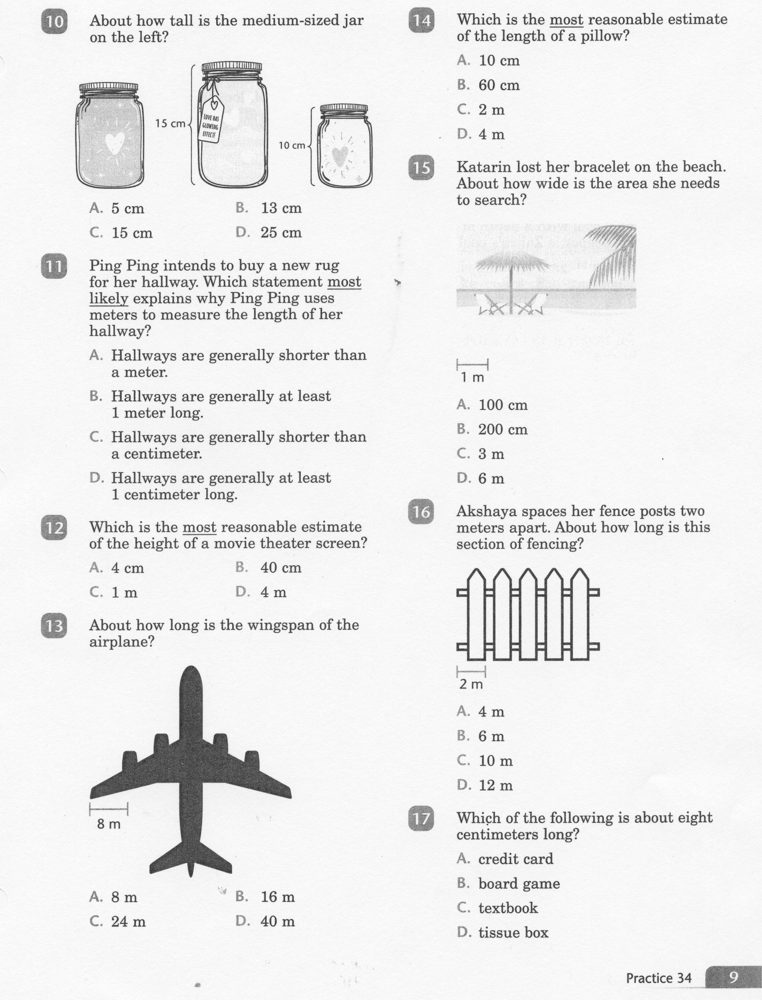 10 About how tall is the medium-sized jar
on the left?
15 cm
LOVE HAS
GLOWING
EFFECT!
10 cm
A. 5 cm B. 13 cm
C. 15 cm D. 25 cm
11 Ping Ping intends to buy a new rug
for her hallway. Which statement most
likely explains why Ping Ping uses
meters to measure the length of her
hallway?
A. Hallways are generally shorter than
a meter.
B. Hallways are generally at least
1 meter long.
C. Hallways are generally shorter than
a centimeter.
D. Hallways are generally at least
1 centimeter long.
12 Which is the most reasonable estimate
of the height of a movie theater screen?
A. 4 cm B. 40 cm
C. 1 m D. 4 m
13 About how long is the wingspan of the
airplane?
8 m
A. 8 m B. 16 m
C. 24 m D. 40 m
14 Which is the most reasonable estimate
of the length of a pillow?
A. 10 cm
B. 60 cm
C. 2 m
D. 4 m
15 Katarin lost her bracelet on the beach.
About how wide is the area she needs
to search?
1 m
A. 100 cm
B. 200 cm
C. 3 m
D. 6 m
16 Akshaya spaces her fence posts two
meters apart. About how long is this
section of fencing?
2 m
A. 4 m
B. 6 m
C. 10 m
D. 12 m
17 Which of the following is about eight
centimeters long?
A. credit card
B. board game
C. textbook
D. tissue box
Practice 34 9